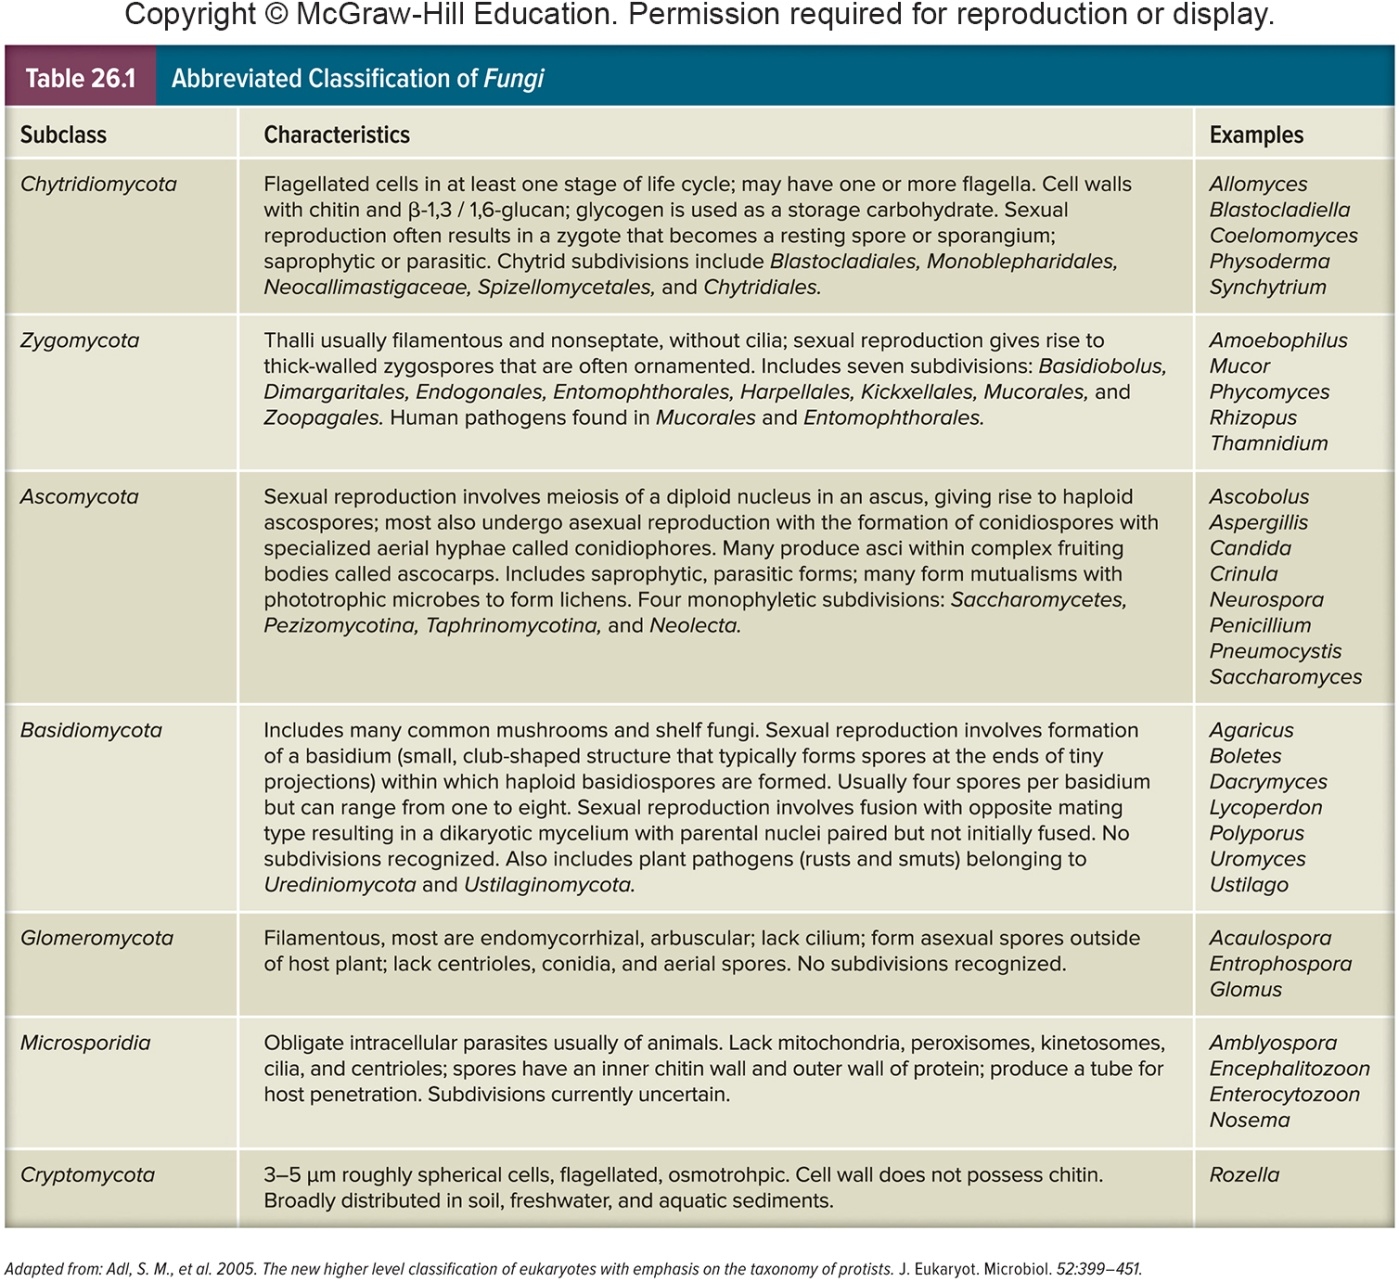 Copyright © McGraw-Hill Education. Permission required for reproduction or display.
Table 26.1 Abbreviated Classification of Fungi
Subclass Characteristics Examples
Chytridiomycota
Flagellated cells in at least one stage of life cycle; may have one or more flagella. Cell walls
with chitin and β-1,3 / 1,6-glucan; glycogen is used as a storage carbohydrate. Sexual
reproduction often results in a zygote that becomes a resting spore or sporangium;
saprophytic or parasitic. Chytrid subdivisions include Blastocladiales, Monoblepharidales,
Neocallimastigaceae, Spizellomycetales, and Chytridiales.
Allomyces
Blastocladiella
Coelomomyces
Physoderma
Synchytrium
Zygomycota
Thalli usually filamentous and nonseptate, without cilia; sexual reproduction gives rise to
thick-walled zygospores that are often ornamented. Includes seven subdivisions: Basidiobolus,
Dimargaritales, Endogonales, Entomophthorales, Harpellales, Kickxellales, Mucorales, and
Zoopagales. Human pathogens found in Mucorales and Entomophthorales.
Amoebophilus
Mucor
Phycomyces
Rhizopus
Thamnidium
Ascomycota
Sexual reproduction involves meiosis of a diploid nucleus in an ascus, giving rise to haploid
ascospores; most also undergo asexual reproduction with the formation of conidiospores with
specialized aerial hyphae called conidiophores. Many produce asci within complex fruiting
bodies called ascocarps. Includes saprophytic, parasitic forms; many form mutualisms with
phototrophic microbes to form lichens. Four monophyletic subdivisions: Saccharomycetes,
Pezizomycotina, Taphrinomycotina, and Neolecta.
Ascobolus
Aspergillis
Candida
Crinula
Neurospora
Penicillium
Pneumocystis
Saccharomyces
Basidiomycota
Includes many common mushrooms and shelf fungi. Sexual reproduction involves formation
of a basidium (small, club-shaped structure that typically forms spores at the ends of tiny
projections) within which haploid basidiospores are formed. Usually four spores per basidium
but can range from one to eight. Sexual reproduction involves fusion with opposite mating
type resulting in a dikaryotic mycelium with parental nuclei paired but not initially fused. No
subdivisions recognized. Also includes plant pathogens (rusts and smuts) belonging to
Urediniomycota and Ustilaginomycota.
Agaricus
Boletes
Dacrymyces
Lycoperdon
Polyporus
Uromyces
Ustilago
Glomeromycota
Filamentous, most are endomycorrhizal, arbuscular; lack cilium; form asexual spores outside
of host plant; lack centrioles, conidia, and aerial spores. No subdivisions recognized.
Acaulospora
Entrophospora
Glomus
Microsporidia
Obligate intracellular parasites usually of animals. Lack mitochondria, peroxisomes, kinetosomes,
cilia, and centrioles; spores have an inner chitin wall and outer wall of protein; produce a tube for
host penetration. Subdivisions currently uncertain.
Amblyospora
Encephalitozoon
Enterocytozoon
Nosema
Cryptomycota
3–5 μm roughly spherical cells, flagellated, osmotrohpic. Cell wall does not possess chitin.
Broadly distributed in soil, freshwater, and aquatic sediments.
Rozella
Adapted from: Adl, S. M., et al. 2005. The new higher level classification of eukaryotes with emphasis on the taxonomy of protists. J. Eukaryot. Microbiol. 52:399–451.